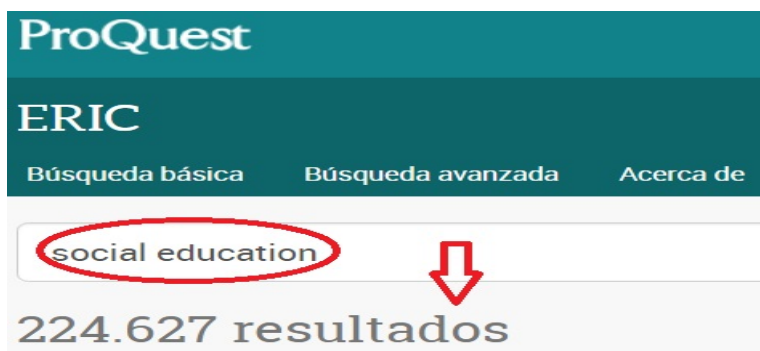 ProQuest
ERIC
Búsqueda básica Búsqueda avanzada Acerca de
social education
224.627 resultados